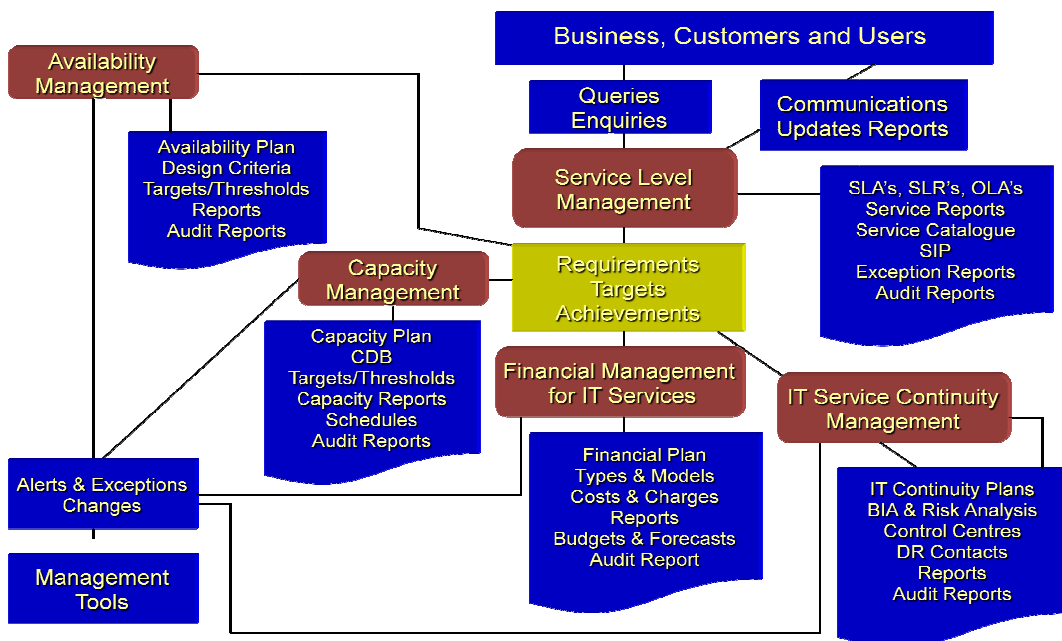 Business, Customers and Users
Availability
Management
Queries
Enquiries
Communications
Updates Reports
Availability Plan
Design Criteria
Targets/Thresholds
Reports
Audit Reports
Service Level
Management
SLA's, SLR's, OLA's
Service Reports
Service Catalogue
SIP
Exception Reports
Audit Reports
Capacity
Management
Requirements
Targets
Achievements
Capacity Plan
CDB
Targets/Thresholds
Capacity Reports
Schedules
Audit Reports
Financial Management
for IT Services
IT Service Continuity
Management
Financial Plan
Types & Models
Costs & Charges
Reports
Budgets & Forecasts
Audit Report
Alerts & Exceptions
Changes
IT Continuity Plans
BIA & Risk Analysis
Control Centres
DR Contacts
Reports
Audit Reports
Management
Tools